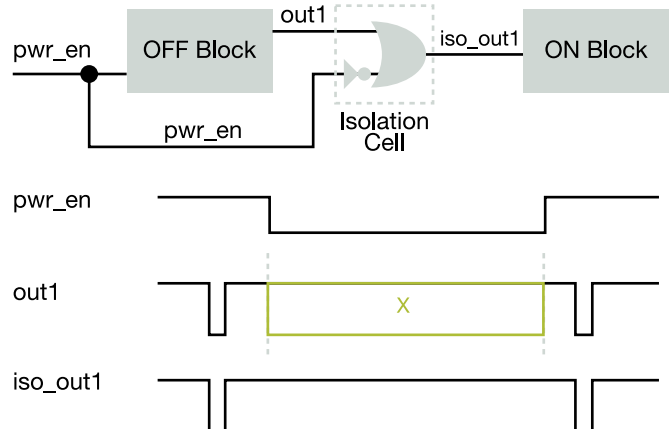 out1
pwr_en
OFF Block
iso_out1
ON Block
pwr_en
Isolation
Cell
pwr_en
out1
X
iso_out1